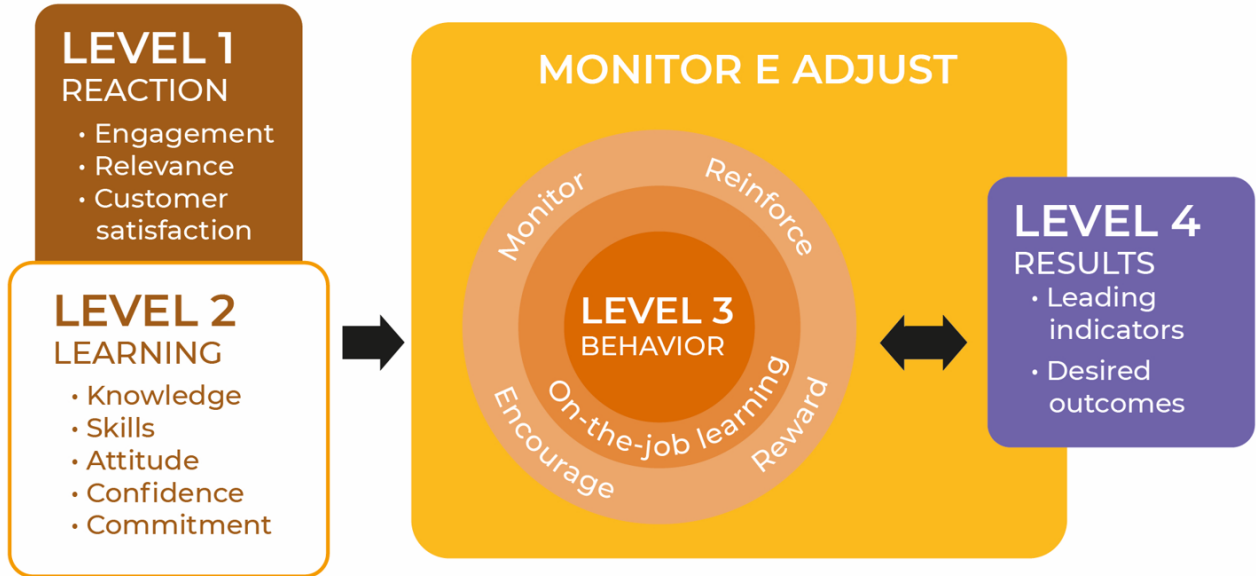 LEVEL 1
REACTION
• Engagement
• Relevance
• Customer
satisfaction
LEVEL 2
LEARNING
• Knowledge
• Skills
• Attitude
• Confidence
• Commitment
MONITOR E ADJUST
Monitor
Reinforce
LEVEL 3
BEHAVIOR
On-the-job learning
Encourage
Reward
LEVEL 4
RESULTS
• Leading
indicators
• Desired
outcomes